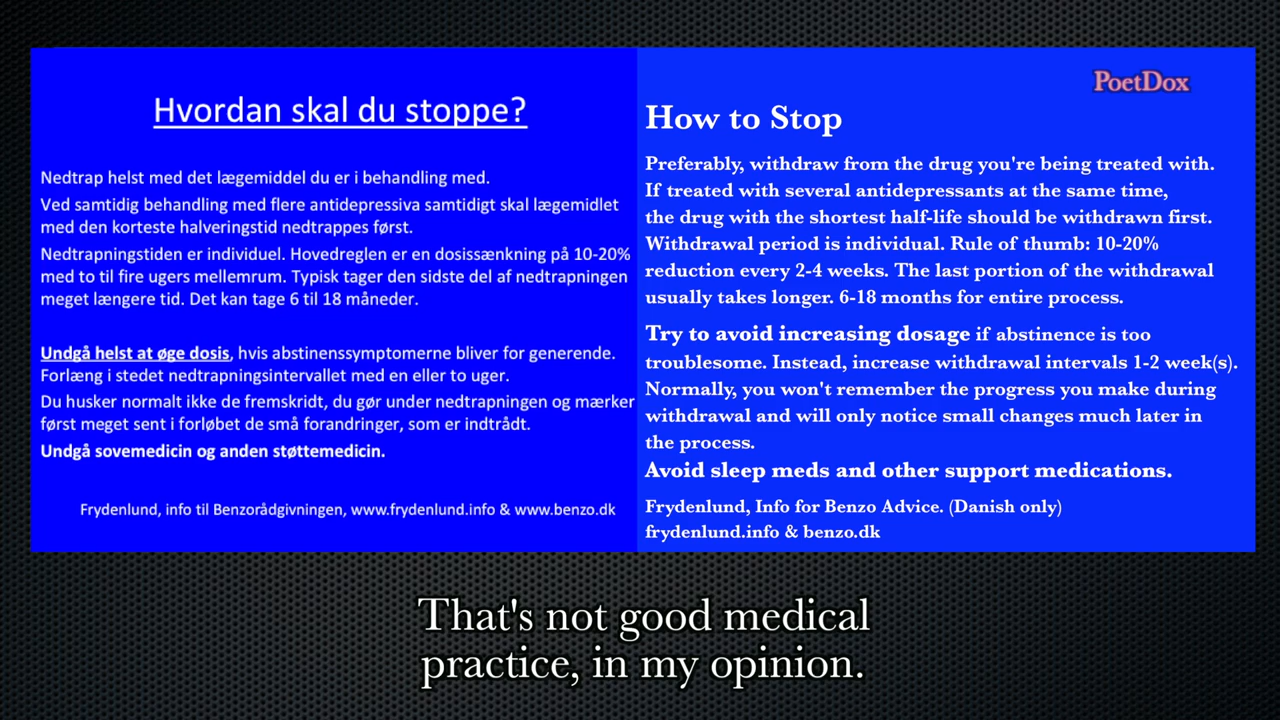 Hvordan skal du stoppe?
Nedtrap helst med det lægemiddel du er i behandling med.
Ved samtidig behandling med flere antidepressiva samtidigt skal lægemidlet
med den korteste halveringstid nedtrappes først.
Nedtrapningstiden er individuel. Hovedreglen er en dosissænkning på 10-20%
med to til fire ugers mellemrum. Typisk tager den sidste del af nedtrapningen
meget længere tid. Det kan tage 6 til 18 måneder.
Undgå helst at øge dosis, hvis abstinenssymptomerne bliver for generende.
Forlæng i stedet nedtrapningsintervallet med en eller to uger.
Du husker normalt ikke de fremskridt, du gør under nedtrapningen og mærker
først meget sent i forløbet de små forandringer, som er indtrådt.
Undgå sovemedicin og anden støttemedicin.
Frydenlund, info til Benzorådgivningen, www.frydenlund.info & www.benzo.dk
PoetDox
How to Stop
Preferably, withdraw from the drug you're being treated with.
If treated with several antidepressants at the same time,
the drug with the shortest half-life should be withdrawn first.
Withdrawal period is individual. Rule of thumb: 10-20%
reduction every 2-4 weeks. The last portion of the withdrawal
usually takes longer. 6-18 months for entire process.
Try to avoid increasing dosage if abstinence is too
troublesome. Instead, increase withdrawal intervals 1-2 week(s).
Normally, you won't remember the progress you make during
withdrawal and will only notice small changes much later in
the process.
Avoid sleep meds and other support medications.
Frydenlund, Info for Benzo Advice. (Danish only)
frydenlund.info & benzo.dk
That's not good medical
practice, in my opinion.